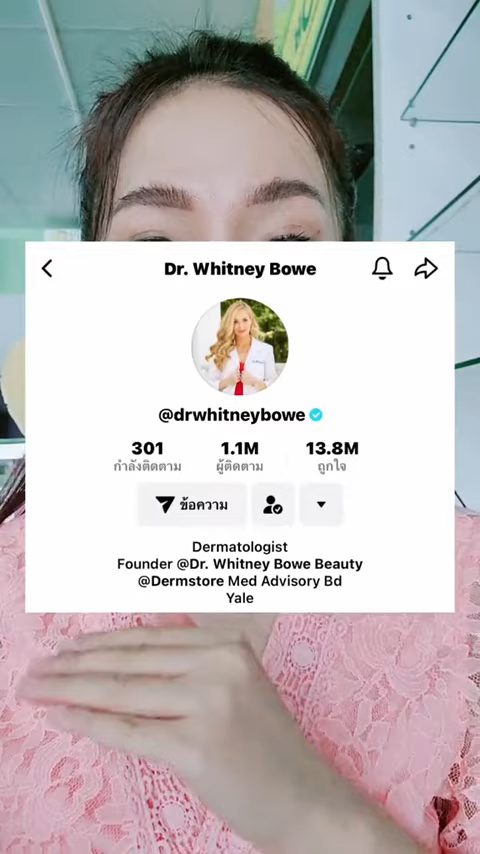 Dr. Whitney Bowe
@drwhitneybowe
301 1.1M 13.8M
กำลังติดตาม ผู้ติดตาม ถูกใจ
ข้อความ
Dermatologist
Founder @Dr. Whitney Bowe Beauty
@Dermstore Med Advisory Bd
Yale